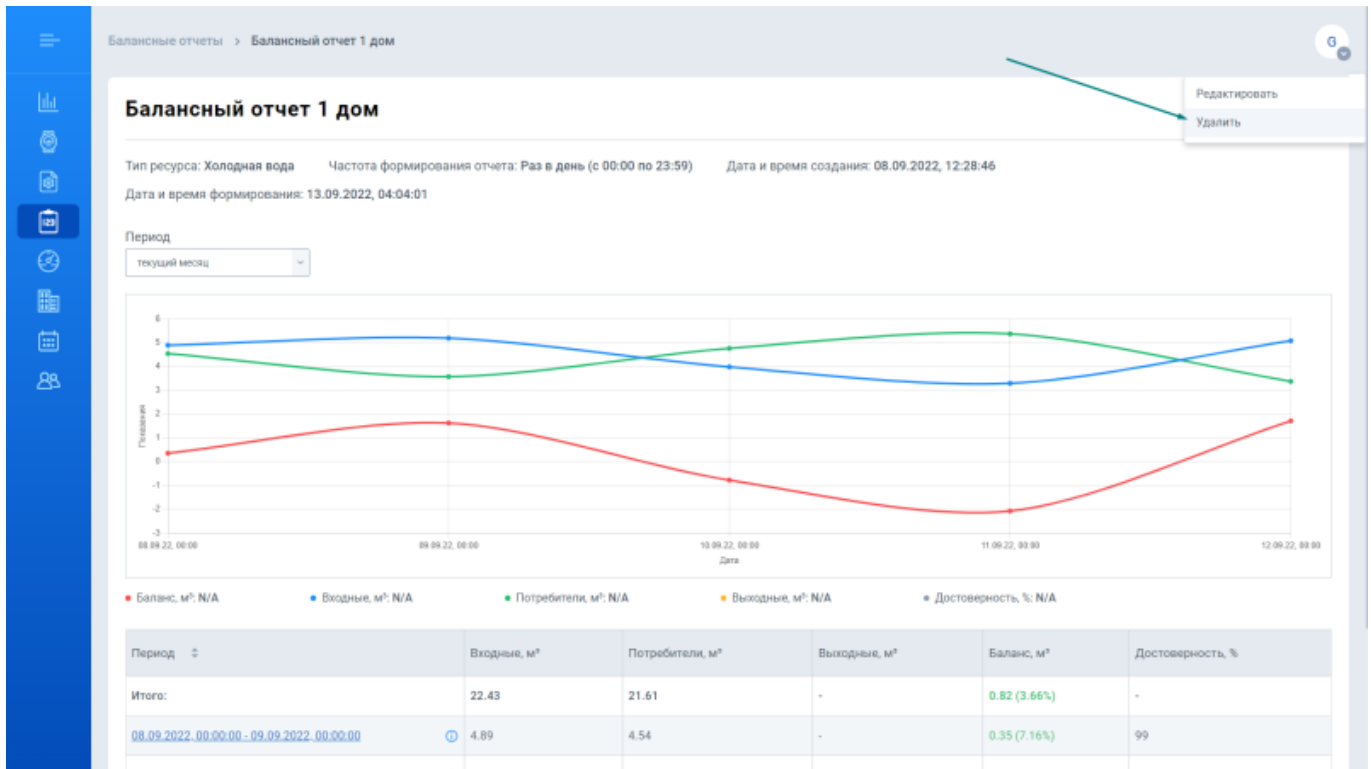 Балансные отчеты > Балансный отчет 1 дом
G
Редактировать
Удалить
Балансный отчет 1 дом
Тип ресурса: Холодная вода Частота формирования отчета: Раз в день (с 00:00 по 23:59) Дата и время создания: 08.09.2022, 12:28:46
Дата и время формирования: 13.09.2022, 04:04:01
Период
текущий месяц
6
5
4
3
2
1
0
-1
-2
-3
Показания
08.09.22, 00:00 09.09.22, 00:00 10.09.22, 00:00 11.09.22, 00:00 12.09.22, 00:00
Дата
Баланс, м³: N/A Входные, м³: N/A Потребители, м³: N/A Выходные, м³: N/A Достоверность, %: N/A
Период Входные, м³ Потребители, м³ Выходные, м³ Баланс, м³ Достоверность, %
Итого: 22.43 21.61 - 0.82 (3.66%) -
08.09.2022, 00:00:00 - 09.09.2022, 00:00:00 4.89 4.54 - 0.35 (7.16%) 99